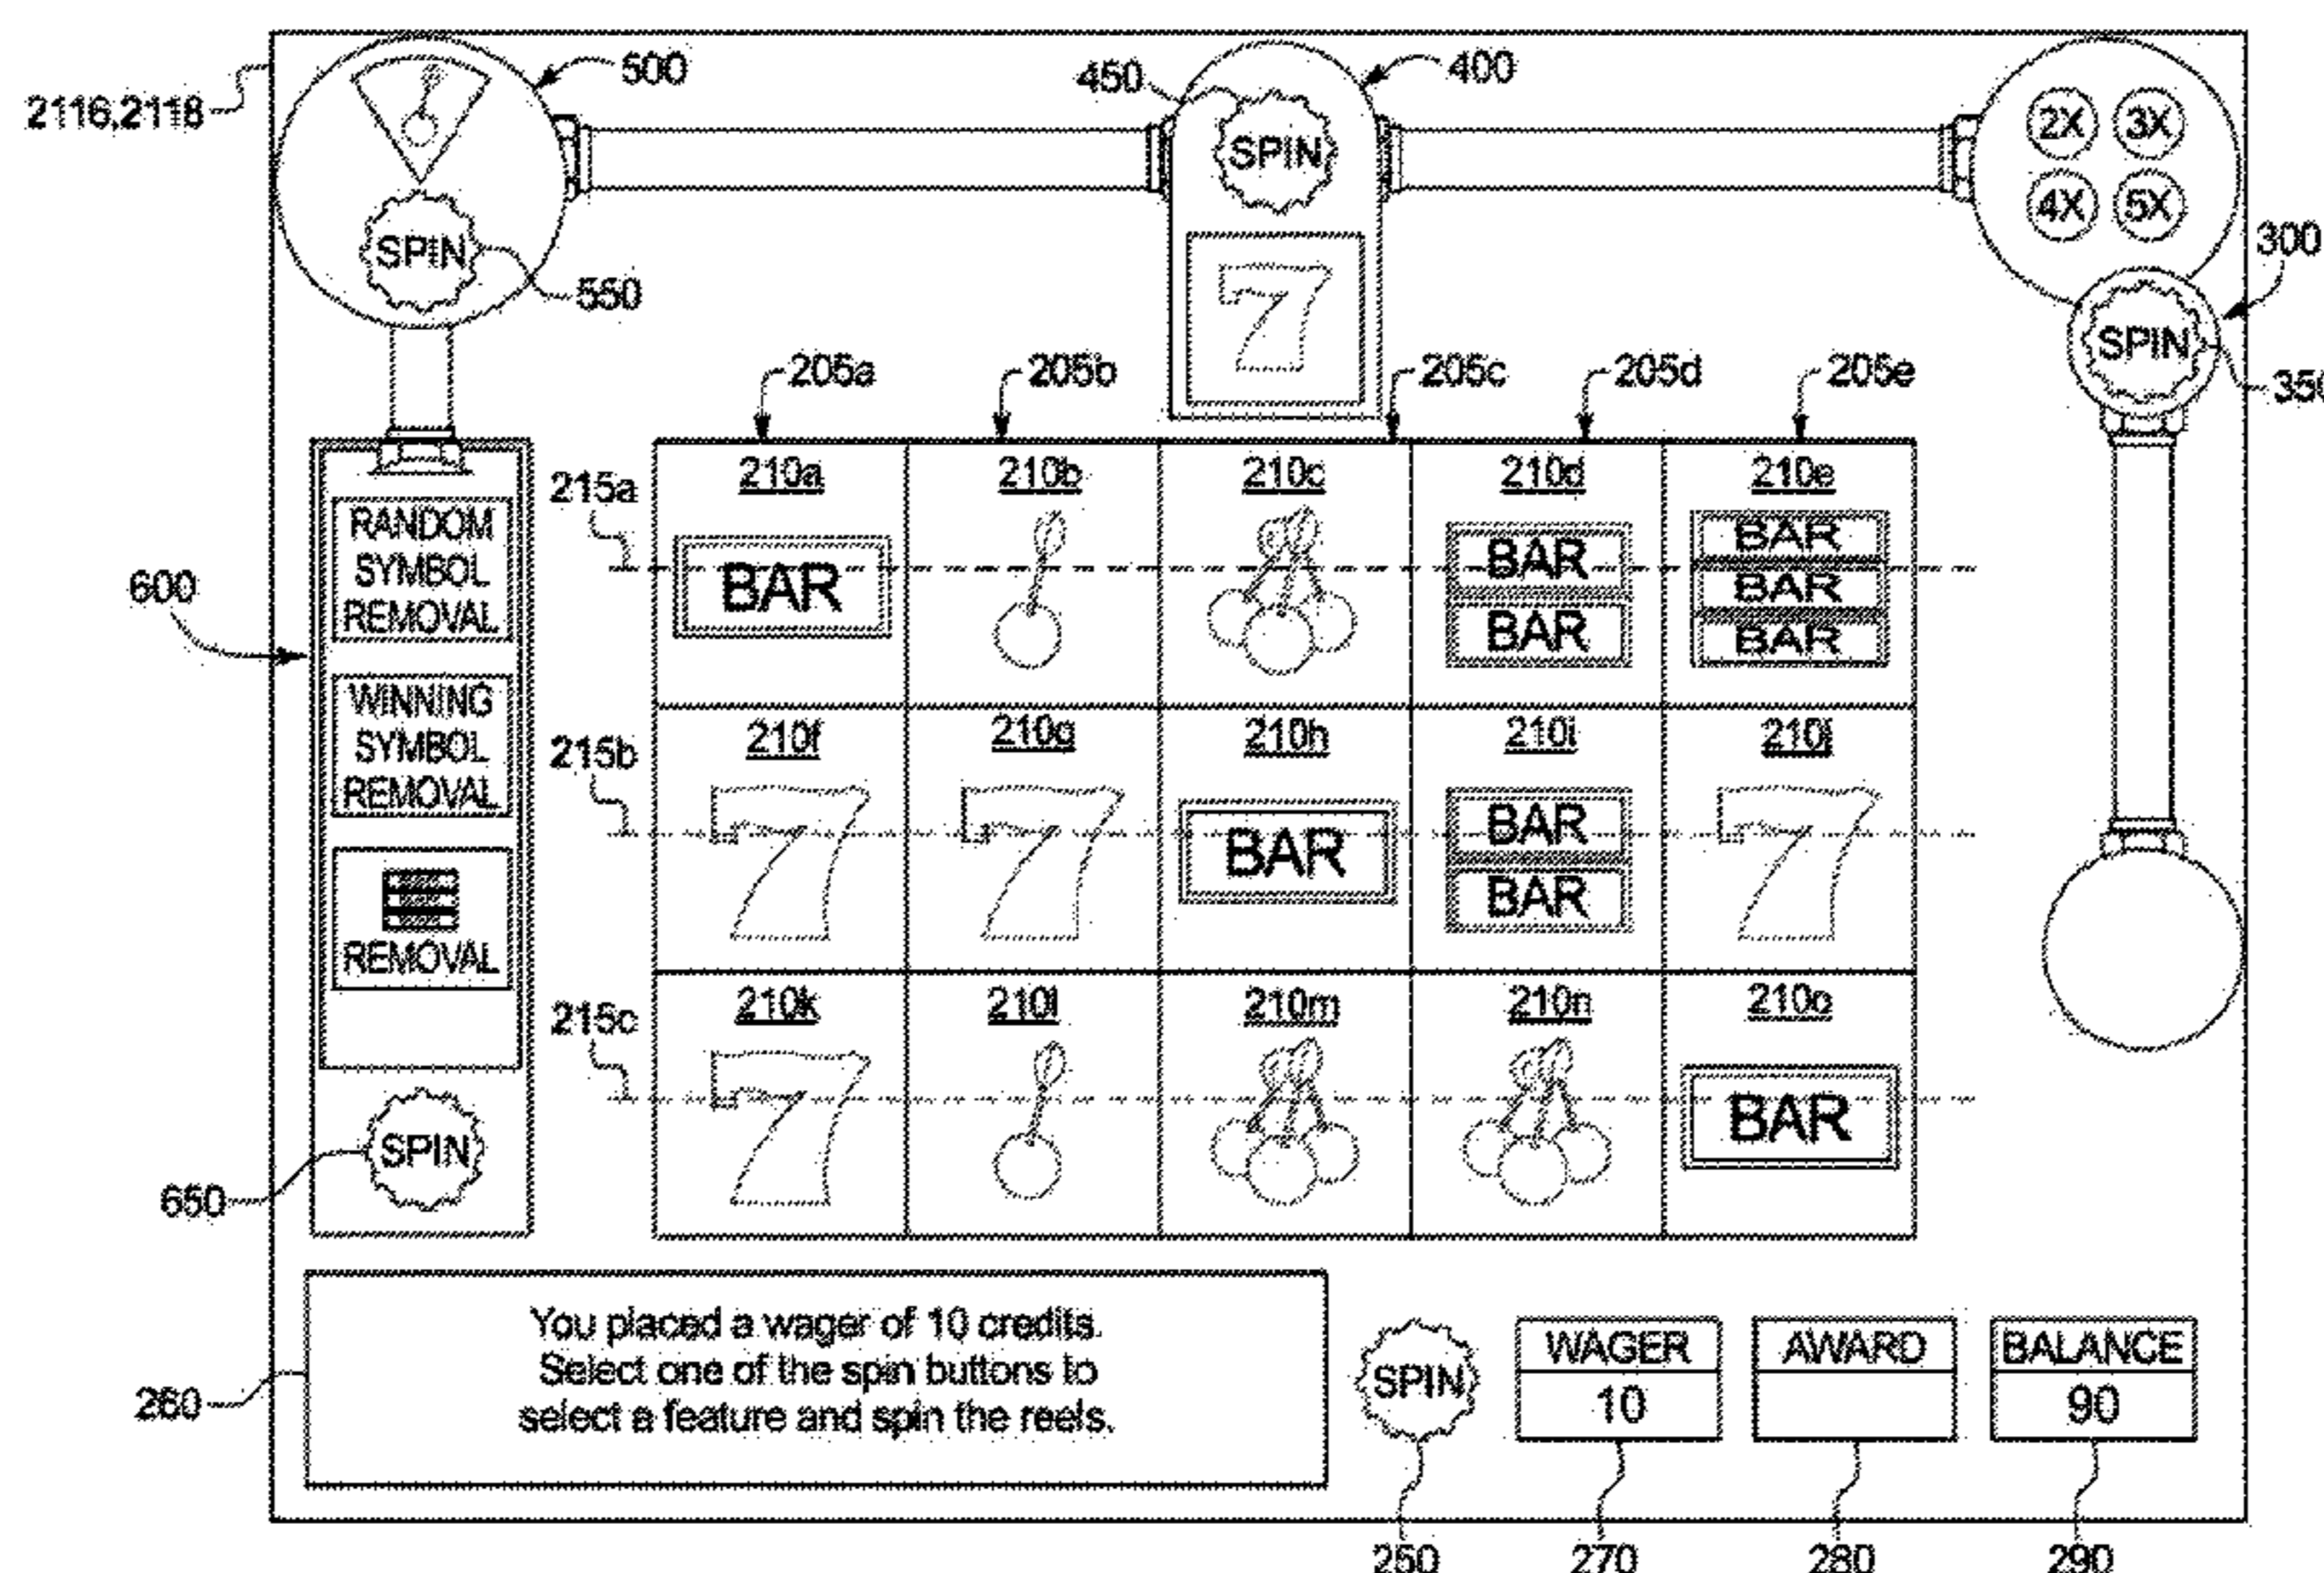 500
450
400
2116,2118
2X 3X
SPIN
4X 5X
SPIN
300
550
7
SPIN
350
205a 205b 205c 205d 205e
210a 210b 210c 210d 210e
215a
RANDOM
SYMBOL
REMOVAL
BAR
BAR
BAR
BAR
BAR
BAR
600
WINNING
SYMBOL
REMOVAL
210f 210g 210h 210i 210j
215b
7 7 BAR BAR 7
BAR
REMOVAL
210k 210l 210m 210n 210o
215c
7 BAR
SPIN
650
You placed a wager of 10 credits.
Select one of the spin buttons to
select a feature and spin the reels.
260
SPIN
WAGER AWARD BALANCE
10 90
250 270 280 290